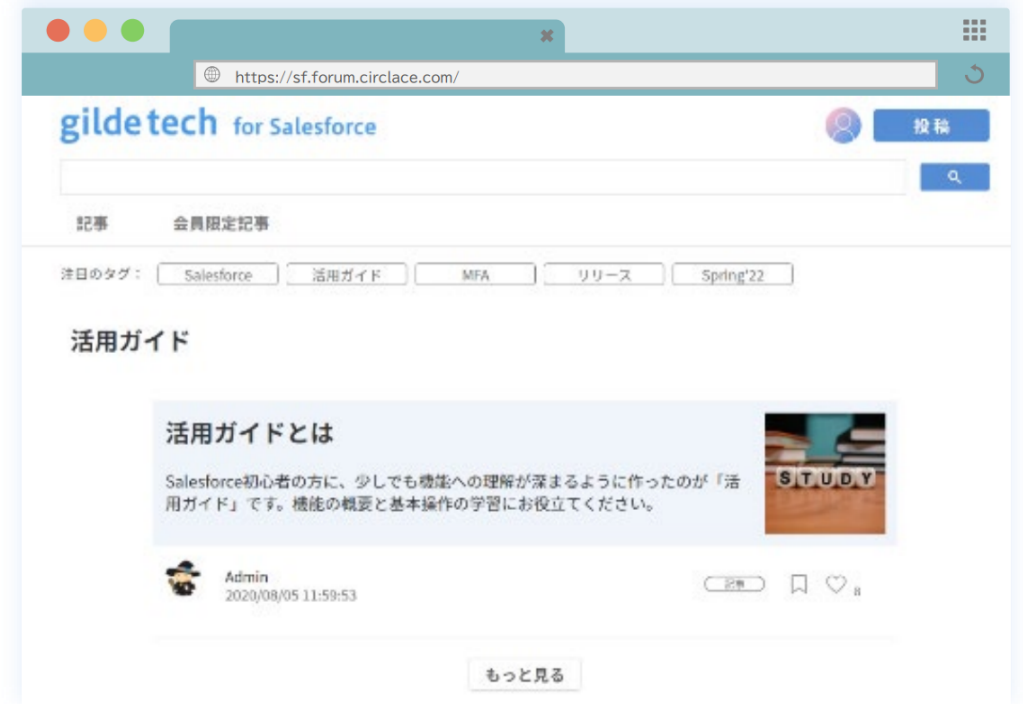 https://sf.forum.circlace.com/
gildetech for Salesforce
投稿
記事 会員限定記事
注目のタグ： Salesforce 活用ガイド MFA リリース Spring'22
活用ガイド
活用ガイドとは
Salesforce初心者の方に、少しでも機能への理解が深まるように作ったのが「活
用ガイド」です。機能の概要と基本操作の学習にお役立てください。
STUDY
Admin
2020/08/05 11:59:53
記事
8
もっと見る